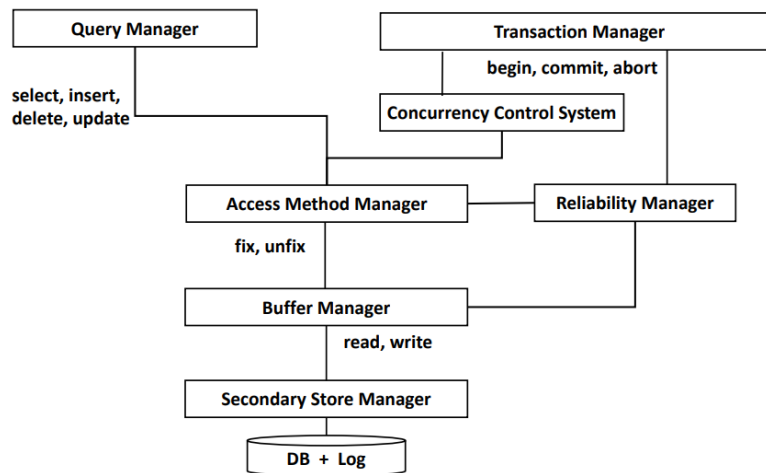 Query Manager
Transaction Manager
begin, commit, abort
select, insert,
delete, update
Concurrency Control System
Access Method Manager
Reliability Manager
fix, unfix
Buffer Manager
read, write
Secondary Store Manager
DB + Log